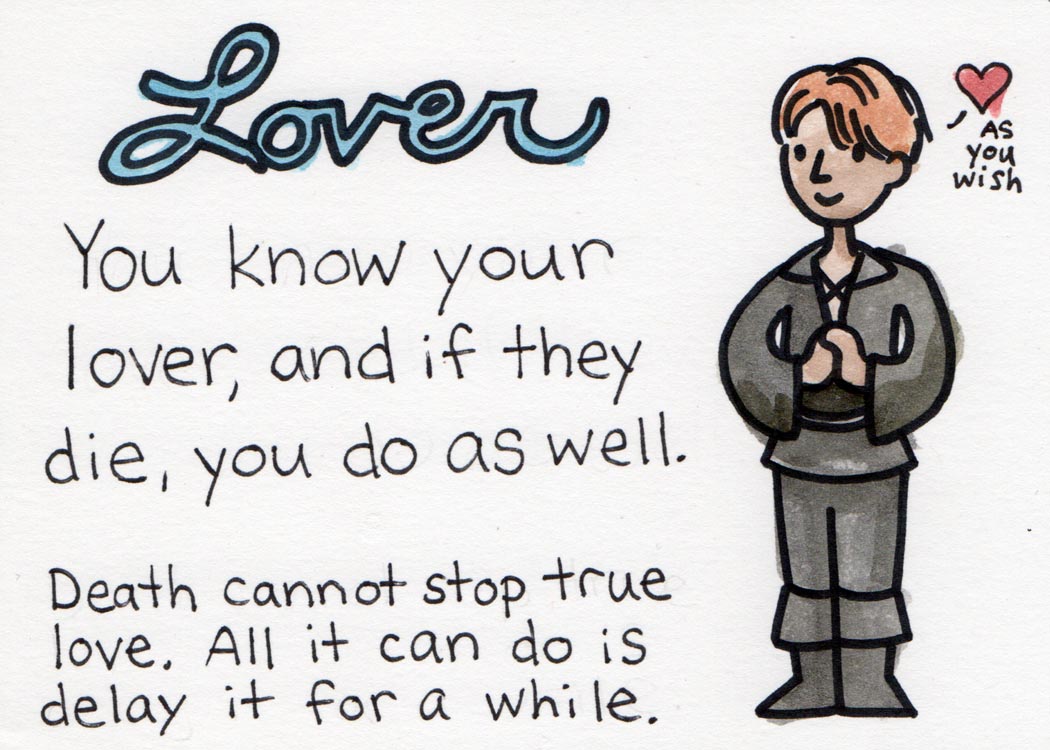 Lover
You know your
lover, and if they
die, you do as well.
Death cannot stop true
love. All it can do is
delay it for a while.
AS
you
wish